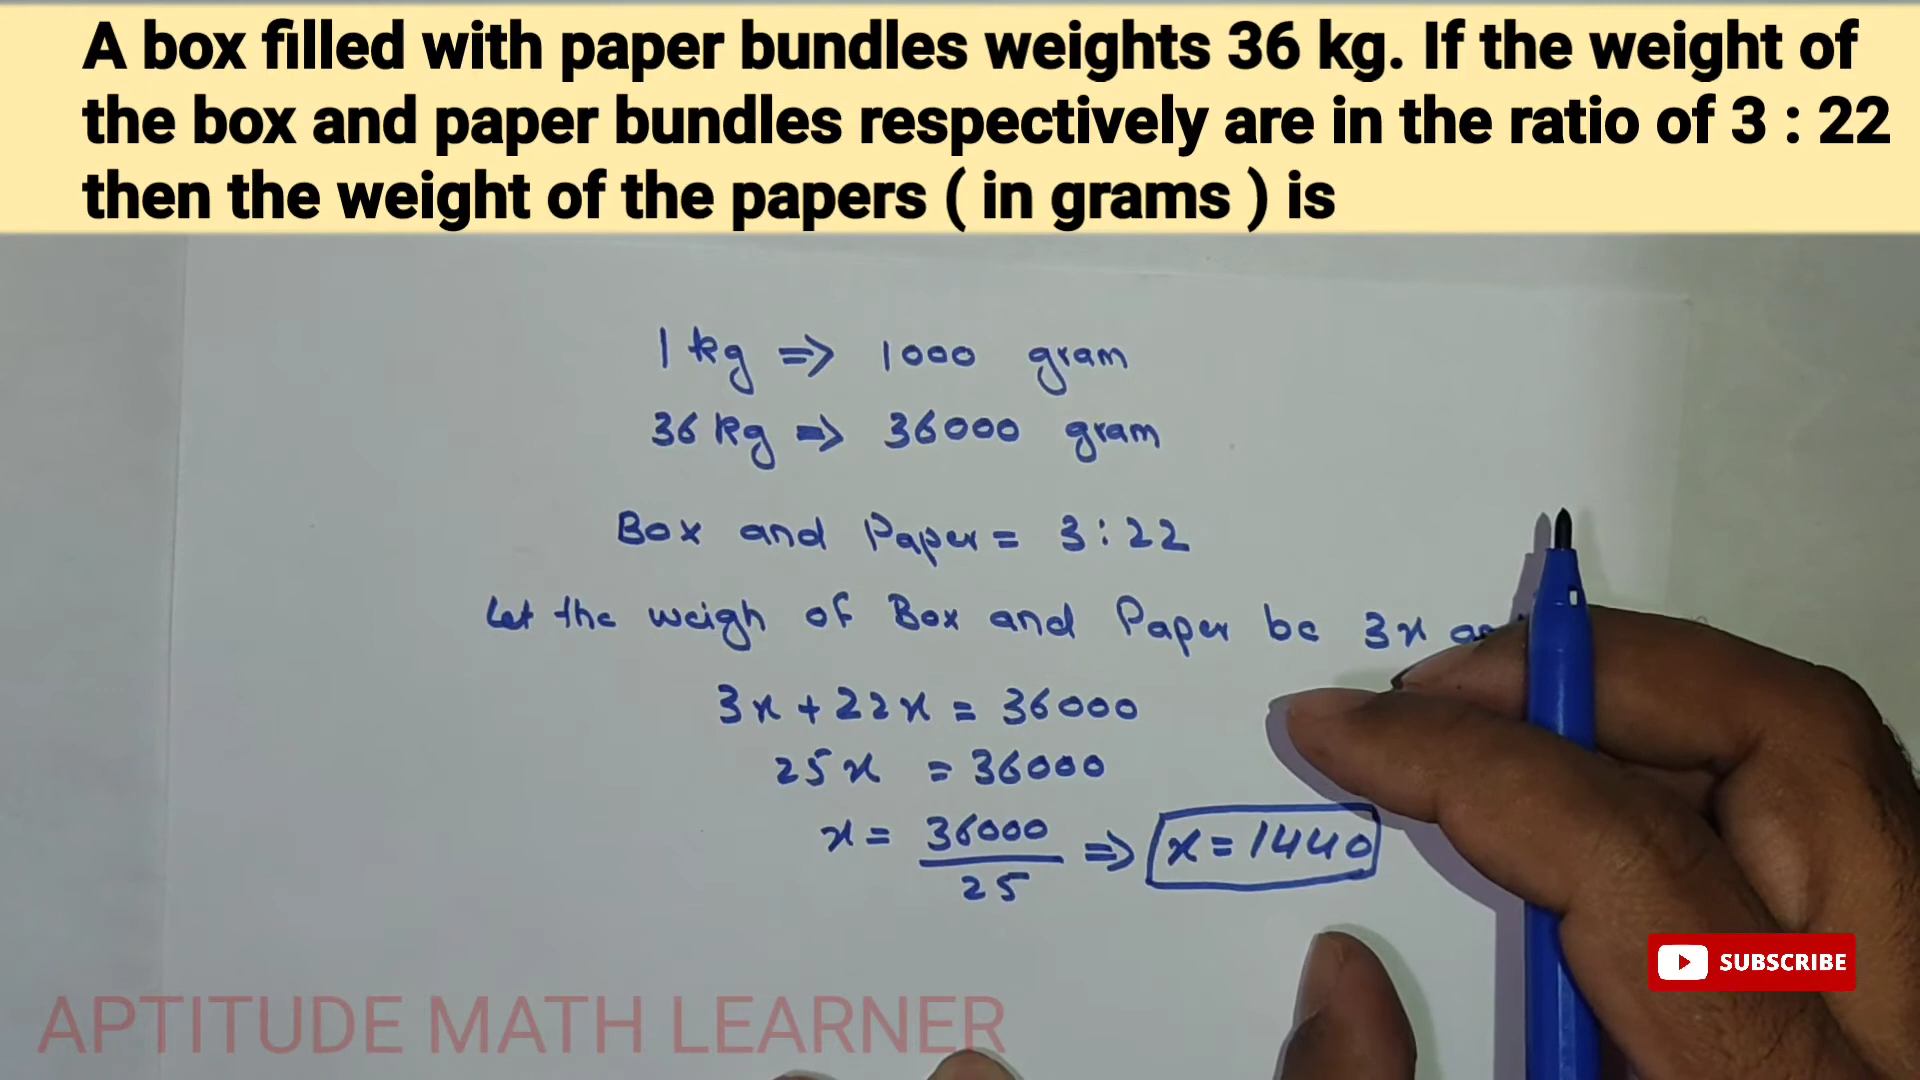 A box filled with paper bundles weights 36 kg. If the weight of
the box and paper bundles respectively are in the ratio of 3 : 22
then the weight of the papers ( in grams ) is
1 kg => 1000 gram
36 kg => 36000 gram
Box and Paper = 3:22
Let the weigh of Box and Paper be 3x
3x + 22x = 36000
25x = 36000
x = 36000/25 => x = 1440
SUBSCRIBE
APTITUDE MATH LEARNER